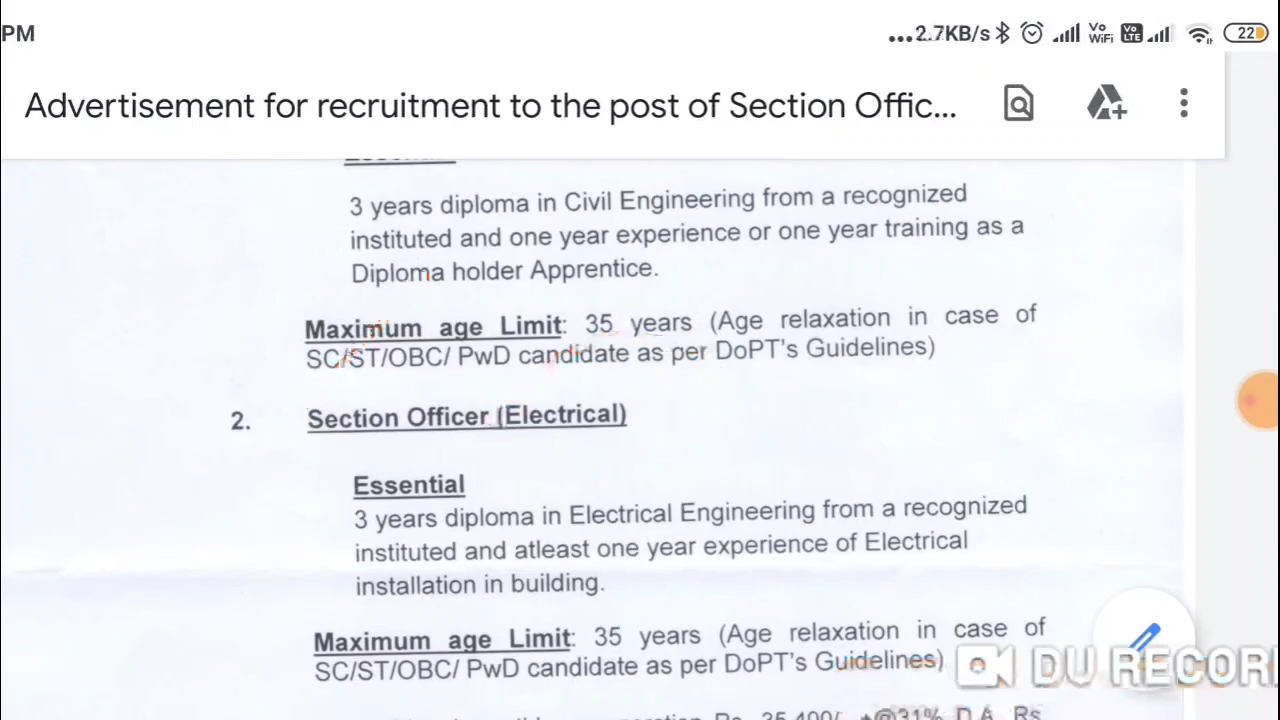 PM
...2.7KB/s Vo WiFi Vo LTE 22
Advertisement for recruitment to the post of Section Offic...
3 years diploma in Civil Engineering from a recognized
instituted and one year experience or one year training as a
Diploma holder Apprentice.
Maximum age Limit: 35 years (Age relaxation in case of
SC/ST/OBC/ PwD candidate as per DoPT's Guidelines)
2. Section Officer (Electrical)
Essential
3 years diploma in Electrical Engineering from a recognized
instituted and atleast one year experience of Electrical
installation in building.
Maximum age Limit: 35 years (Age relaxation in case of
SC/ST/OBC/ PwD candidate as per DoPT's Guidelines)
DU RECOR